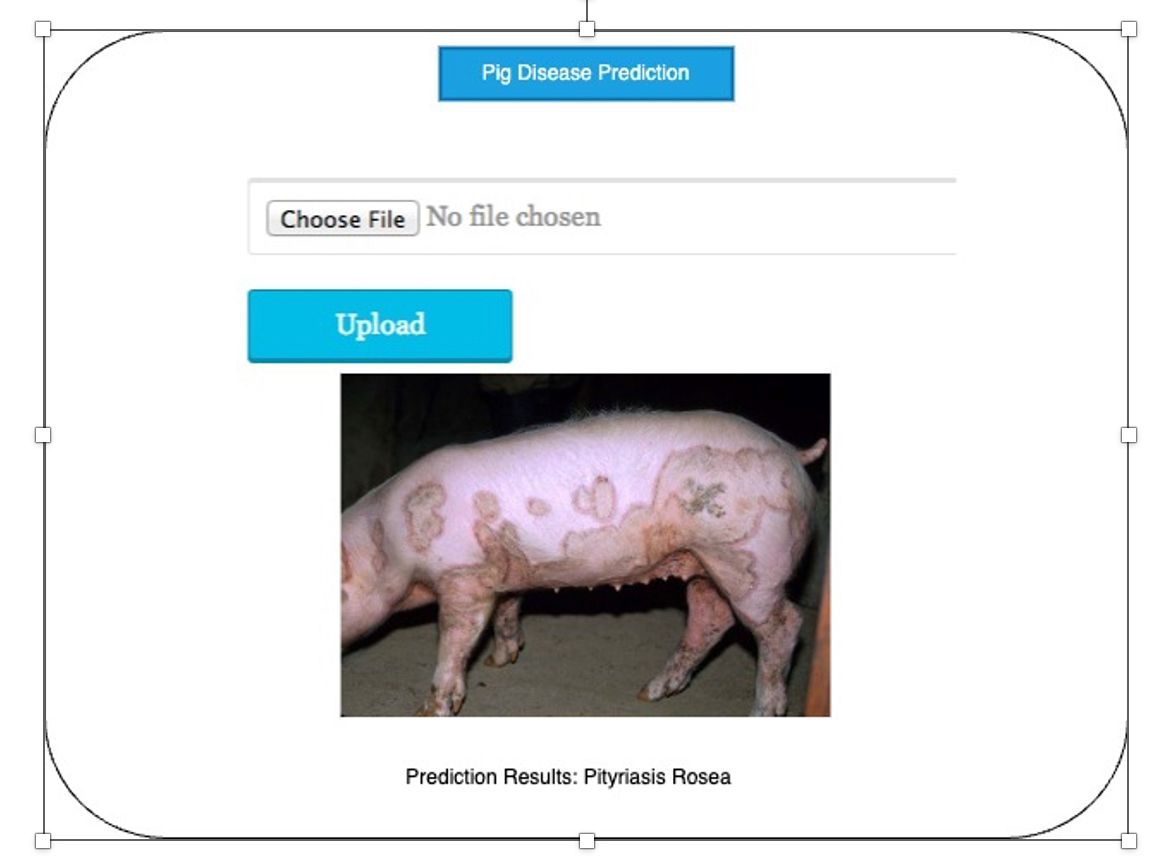 Pig Disease Prediction
Choose File No file chosen
Upload
Prediction Results: Pityriasis Rosea